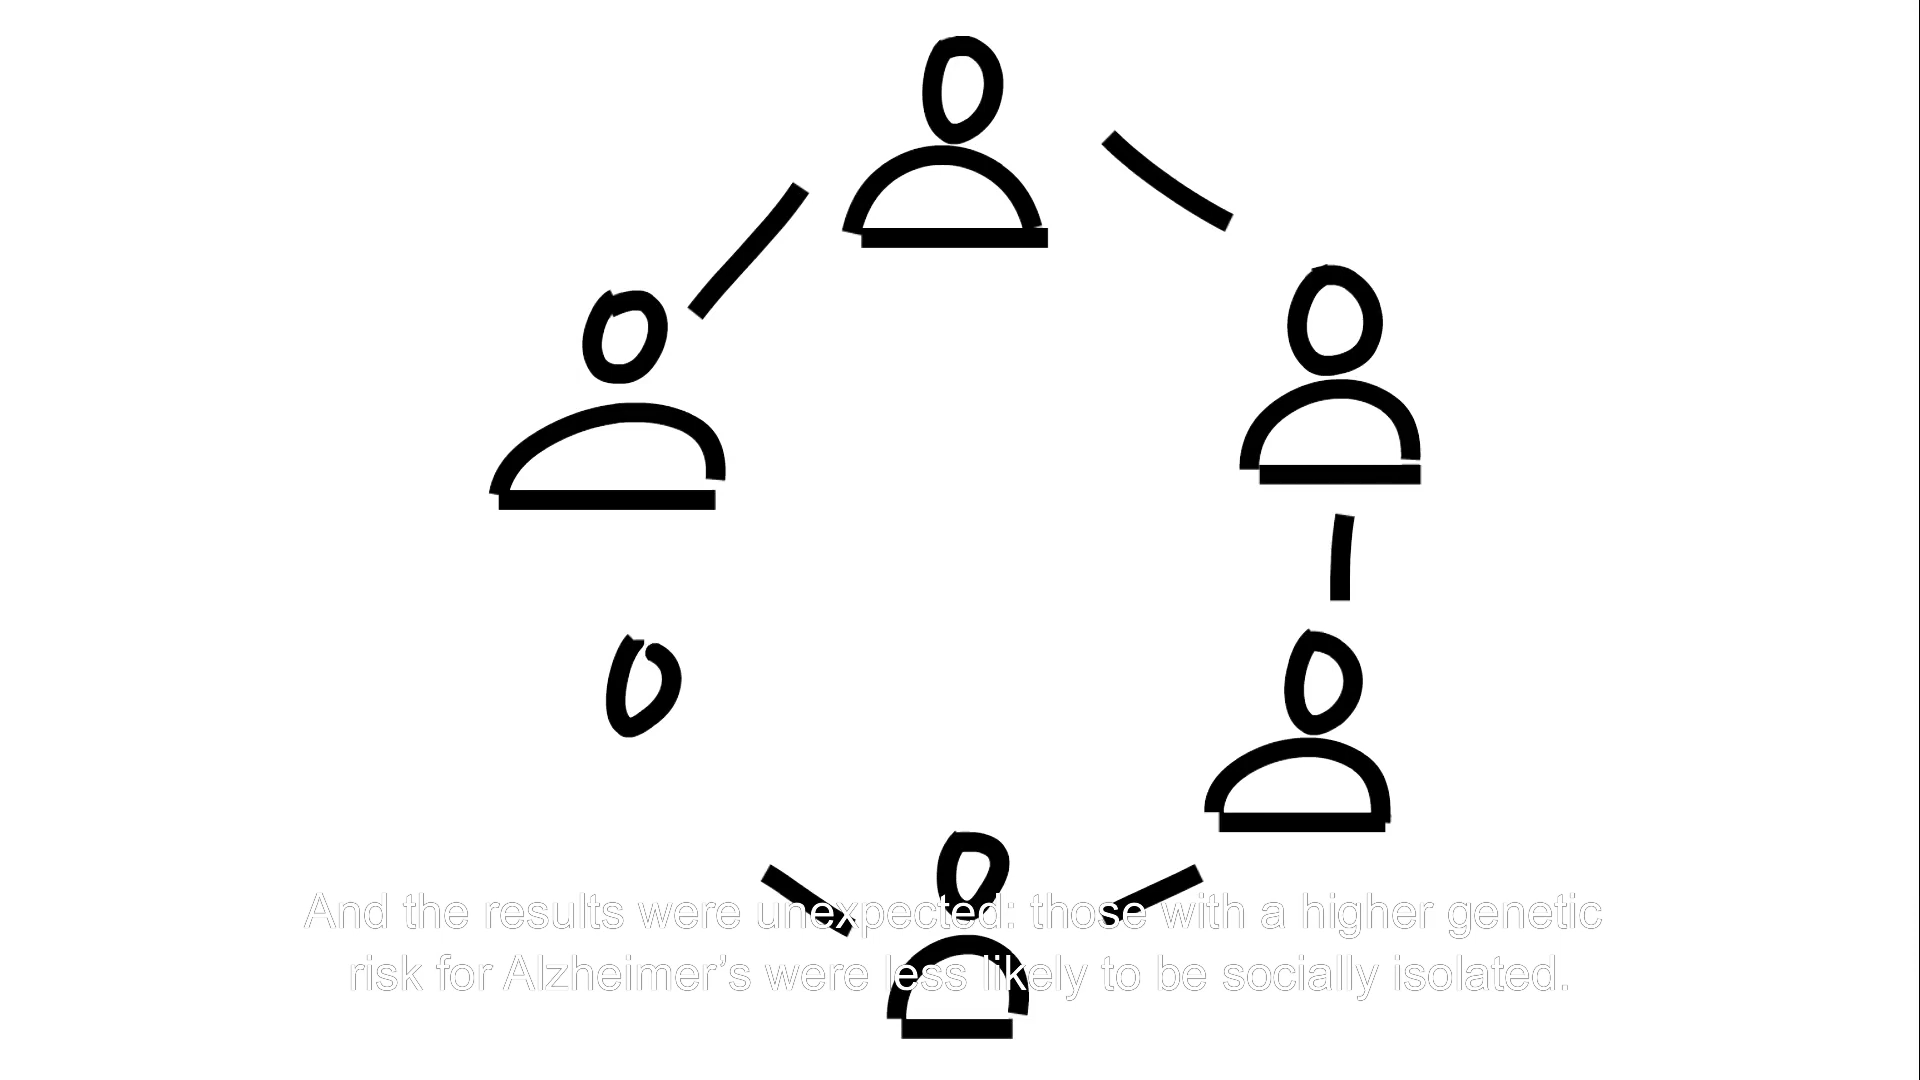 And the results were unexpected: those with a higher genetic
risk for Alzheimer’s were less likely to be socially isolated.